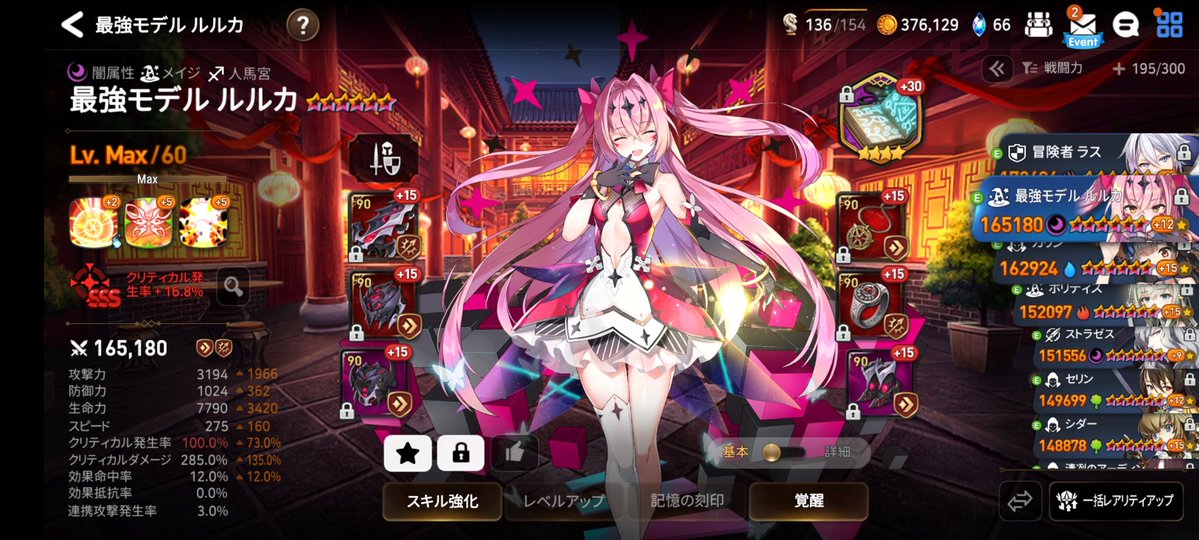 最強モデル ルルカ
?
136/154
376,129
66
2
Event
闇属性 メイジ 人馬宮
最強モデル ルルカ
Lv. Max/60
Max
+2
+5
+5
SSS
クリティカル発
生率 + 16.8%
165,180
攻撃力 3194 1966
防御力 1024 362
生命力 7790 3420
スピード 275 160
クリティカル発生率 100.0% 73.0%
クリティカルダメージ 285.0% 135.0%
効果命中率 12.0% 12.0%
効果抵抗率 0.0%
連携攻撃発生率 3.0%
+15
90
+15
90
+15
90
+30
+15
90
+15
90
+15
90
基本
詳細
スキル強化
レベルアップ
記憶の刻印
覚醒
戦闘力
195/300
E 冒険者 ラス
E 最強モデル ルルカ
165180 +12
E
162924 +15
E ポリティス
152097 +15
E ストラゼス
151556 +9
E セリン
149699 +12
E シダー
148878 +15
E
一括レアリティアップ